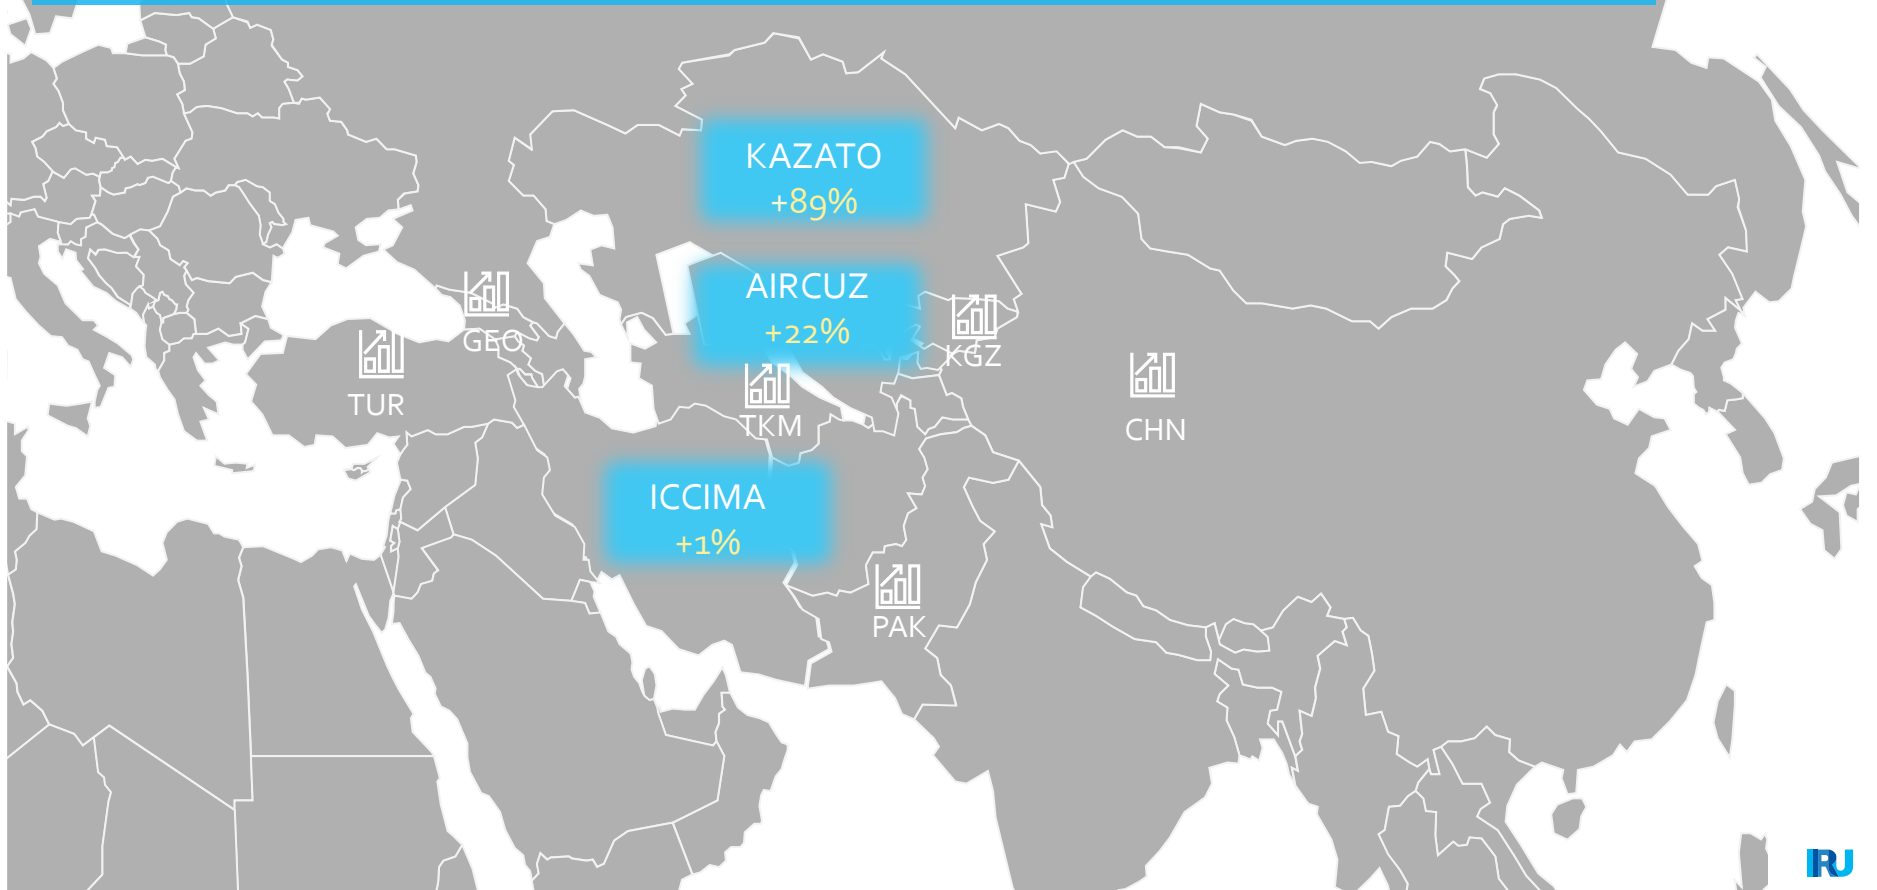 KAZATO
+89%
AIRCUZ
+22%
GEO
KGZ
TUR
TKM
CHN
ICCIMA
+1%
PAK
IRU